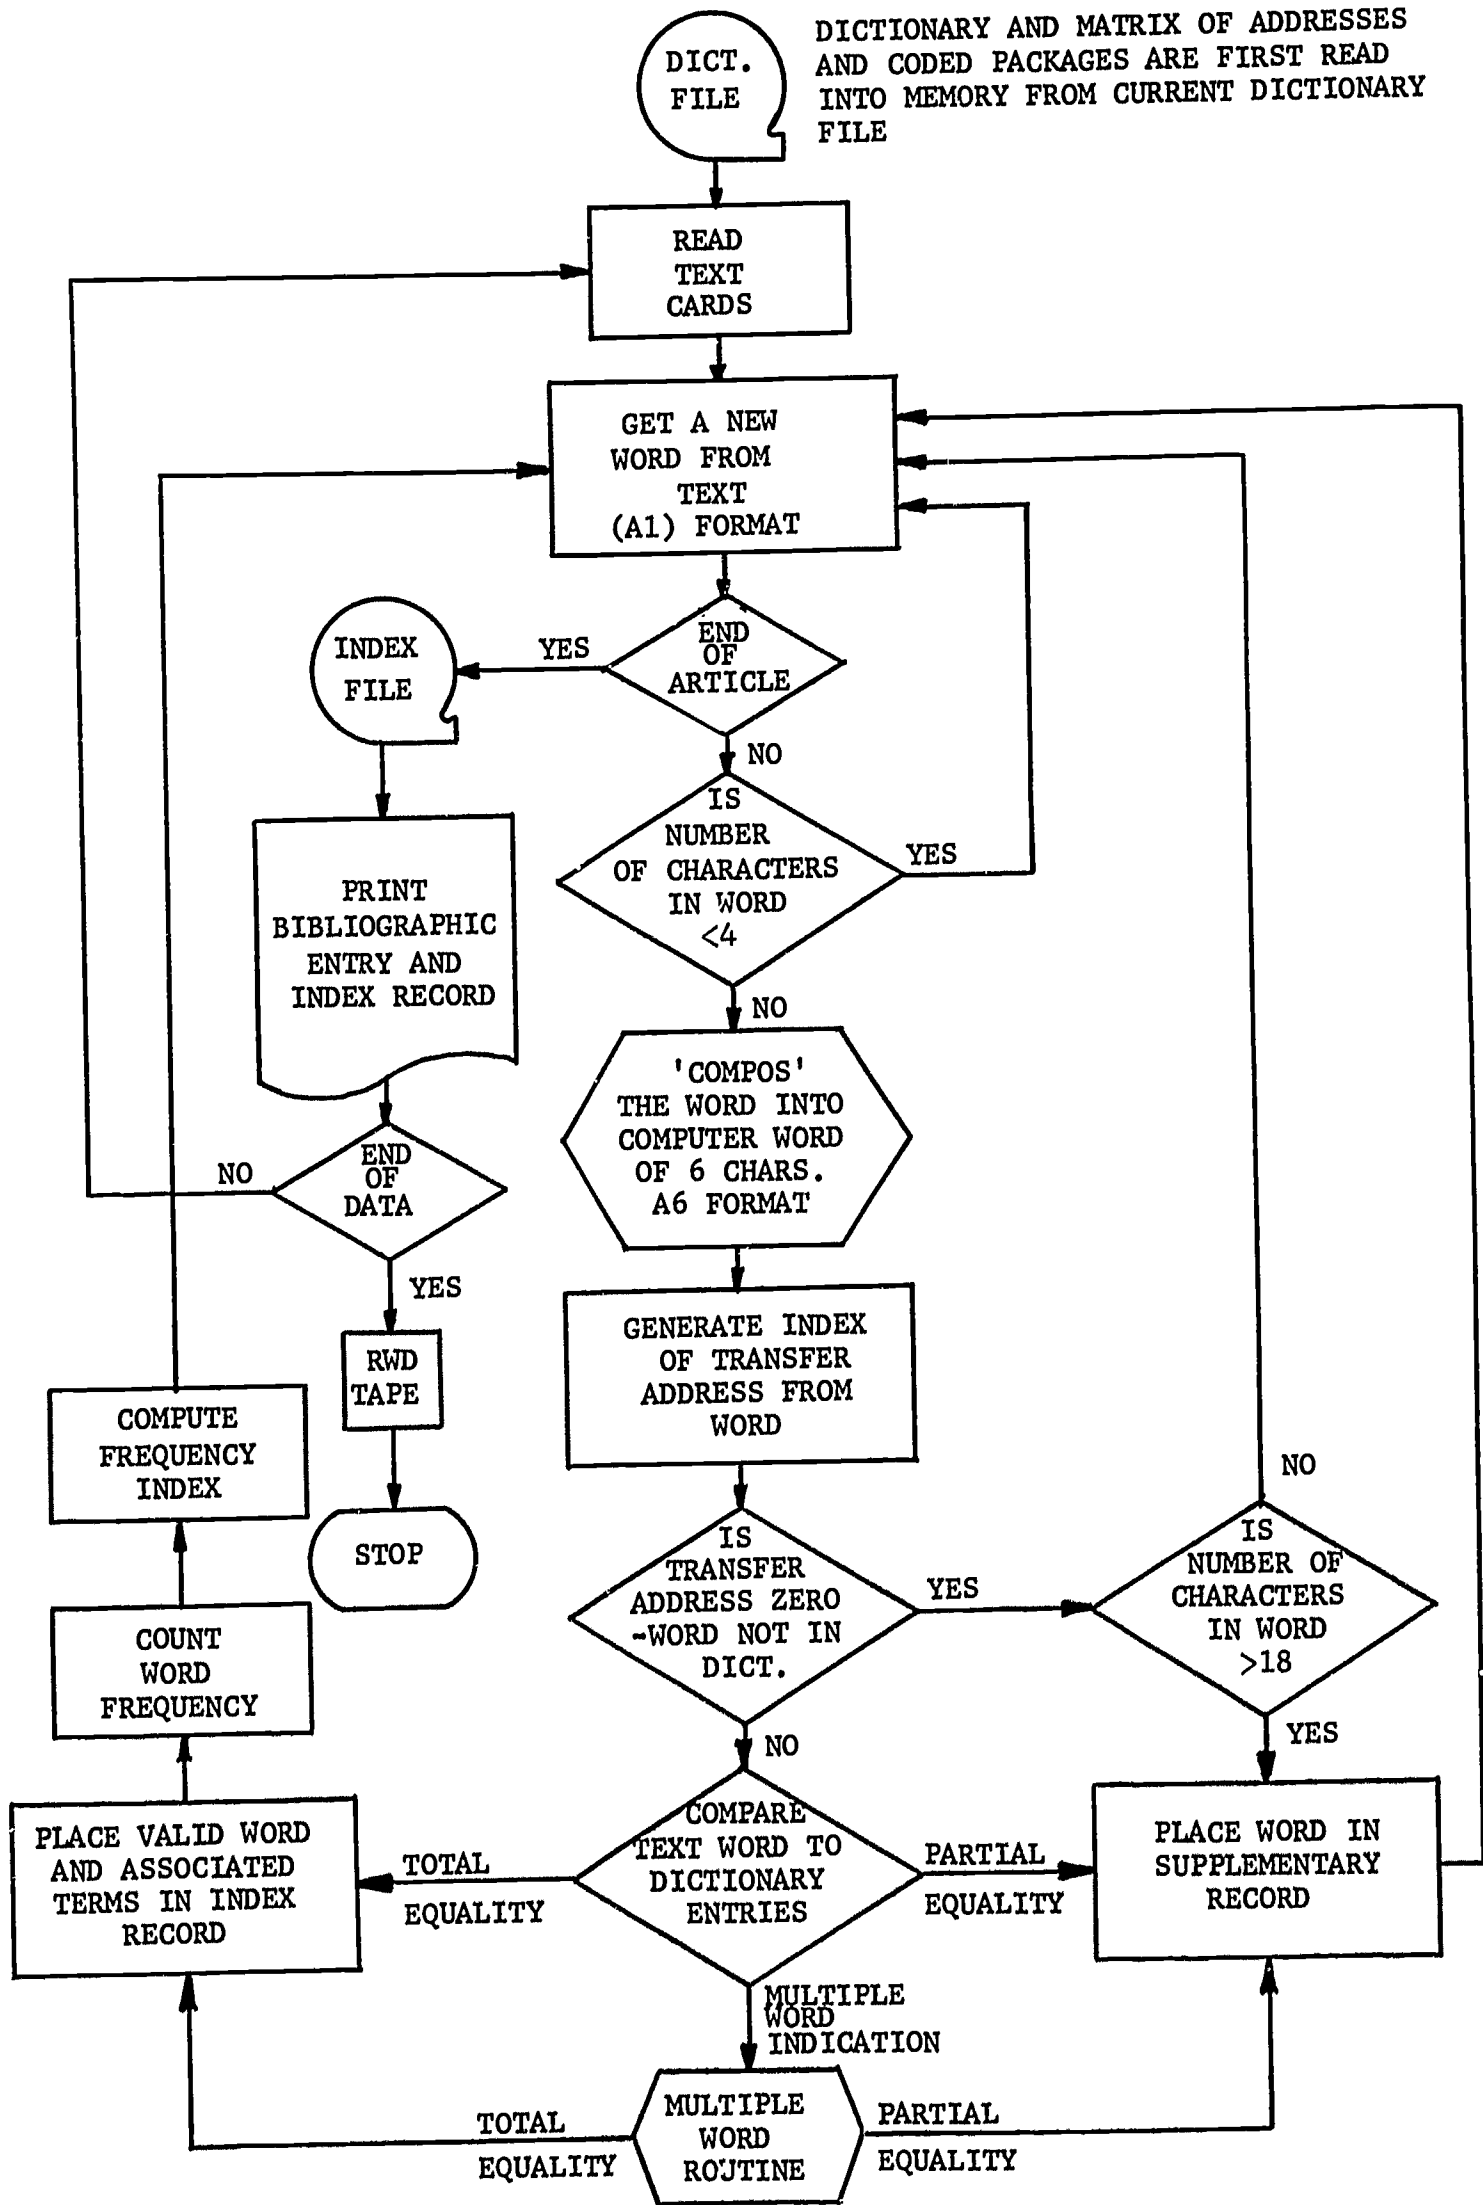 DICT.
FILE
DICTIONARY AND MATRIX OF ADDRESSES
AND CODED PACKAGES ARE FIRST READ
INTO MEMORY FROM CURRENT DICTIONARY
FILE
READ
TEXT
CARDS
GET A NEW
WORD FROM
TEXT
(A1) FORMAT
END
OF
ARTICLE
YES
INDEX
FILE
NO
IS
NUMBER
OF CHARACTERS
IN WORD
<4
YES
PRINT
BIBLIOGRAPHIC
ENTRY AND
INDEX RECORD
NO
'COMPOS'
THE WORD INTO
COMPUTER WORD
OF 6 CHARS.
A6 FORMAT
END
OF
DATA
NO
YES
RWD
TAPE
STOP
GENERATE INDEX
OF TRANSFER
ADDRESS FROM
WORD
COMPUTE
FREQUENCY
INDEX
COUNT
WORD
FREQUENCY
IS
TRANSFER
ADDRESS ZERO
~WORD NOT IN
DICT.
YES
NO
IS
NUMBER OF
CHARACTERS
IN WORD
>18
YES
NO
PLACE VALID WORD
AND ASSOCIATED
TERMS IN INDEX
RECORD
TOTAL
EQUALITY
COMPARE
TEXT WORD TO
DICTIONARY
ENTRIES
PARTIAL
EQUALITY
PLACE WORD IN
SUPPLEMENTARY
RECORD
MULTIPLE
WORD
INDICATION
TOTAL
EQUALITY
MULTIPLE
WORD
ROUTINE
PARTIAL
EQUALITY